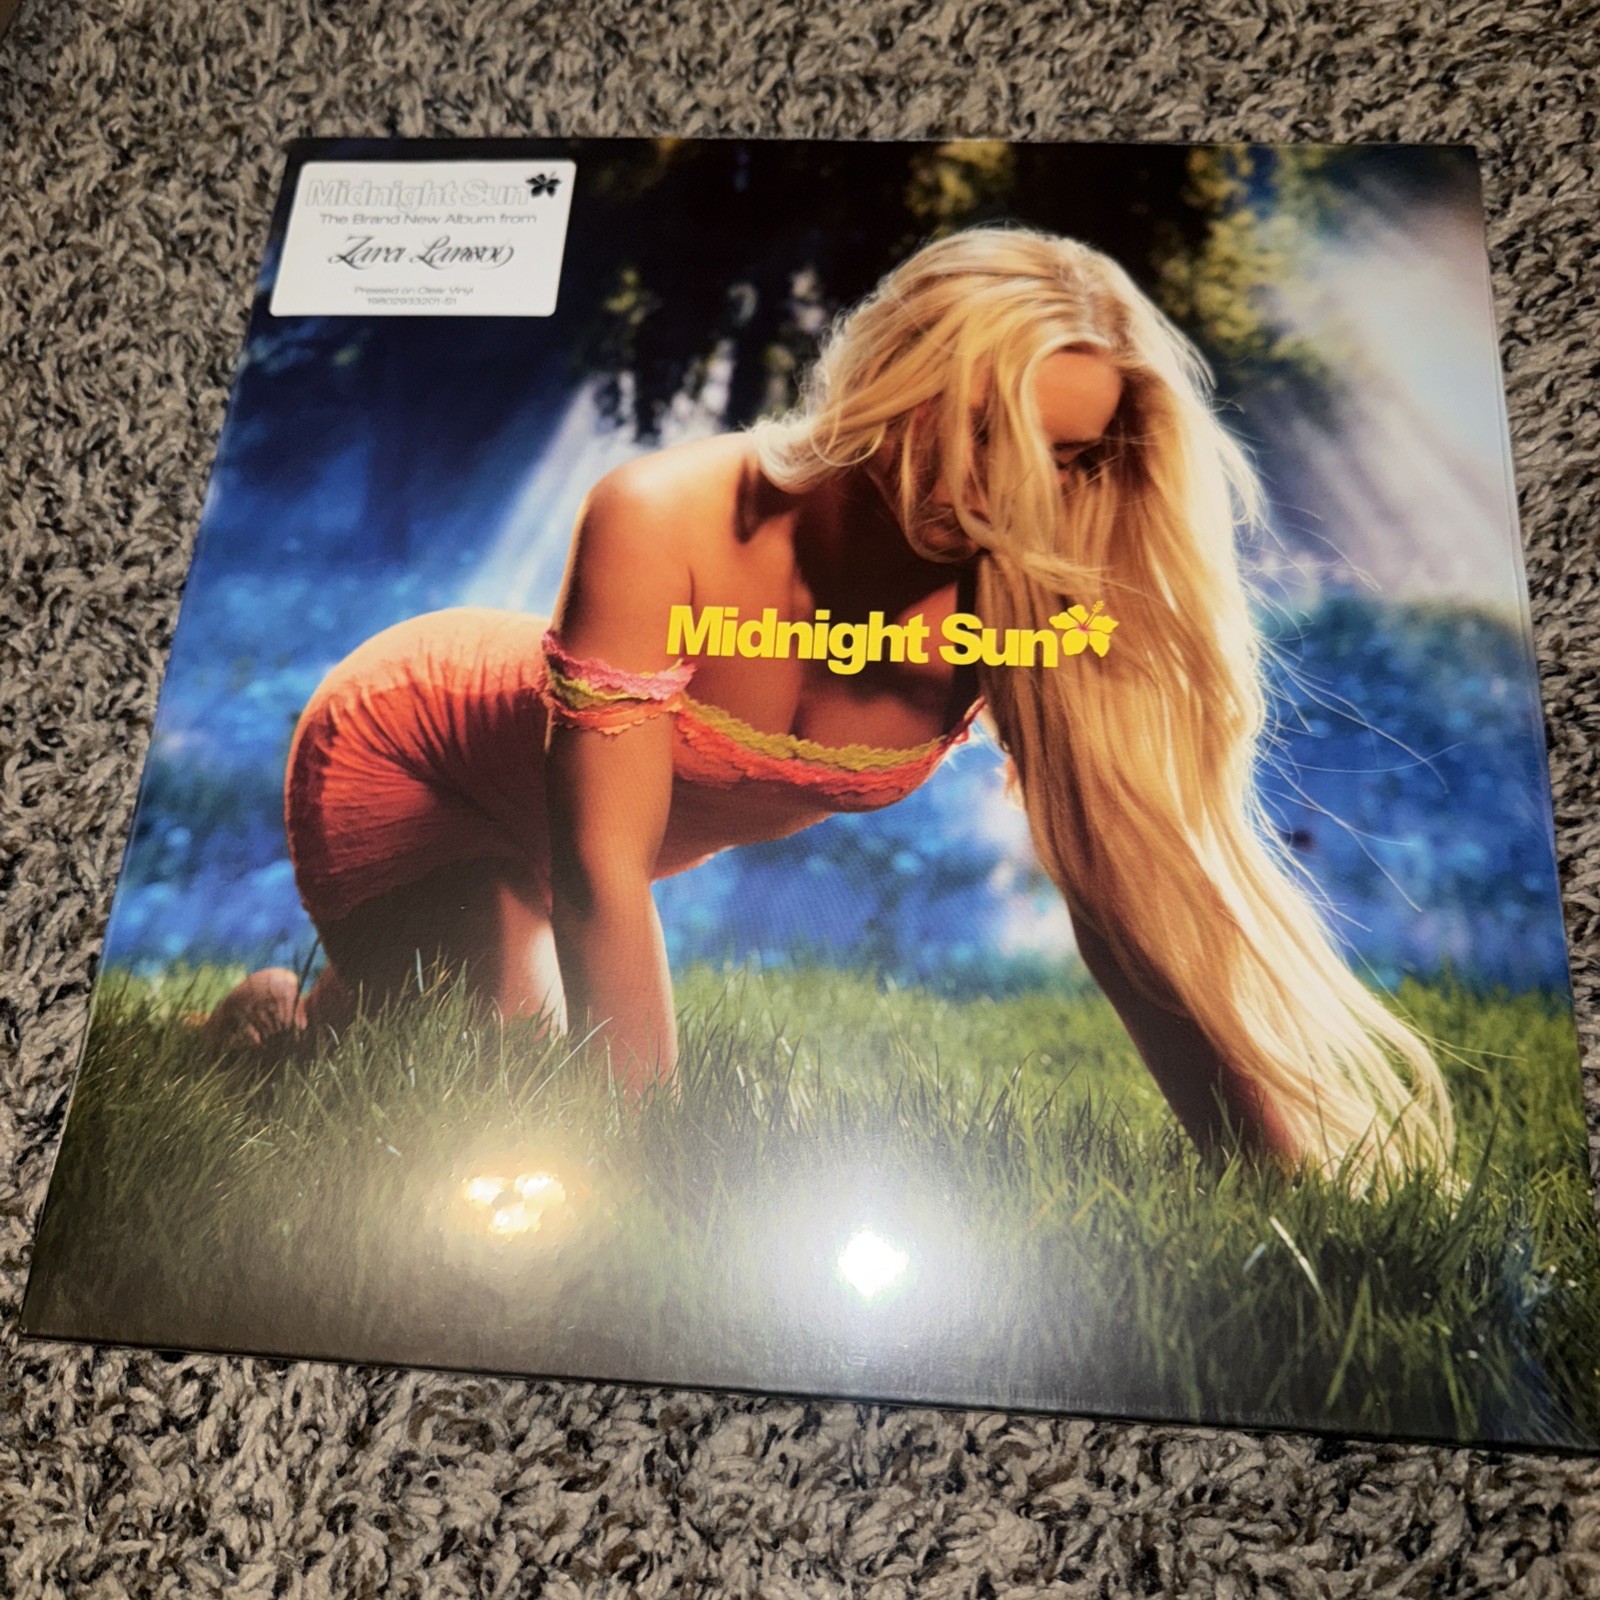 Midnight Sun
The Brand New Album from
Zara Larsson
Pressed on Clear Vinyl
19802933201-S1
Midnight Sun